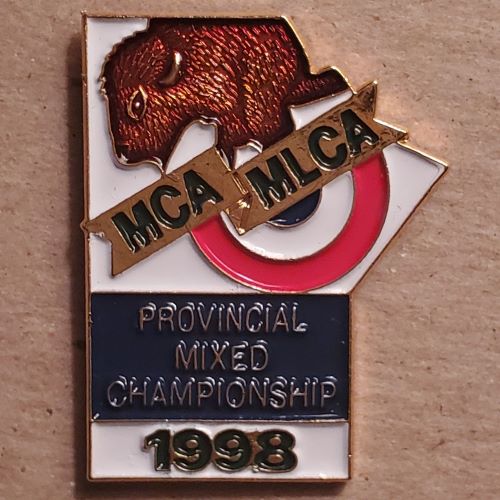 MCA MLCA
PROVINCIAL
MIXED
CHAMPIONSHIP
1998